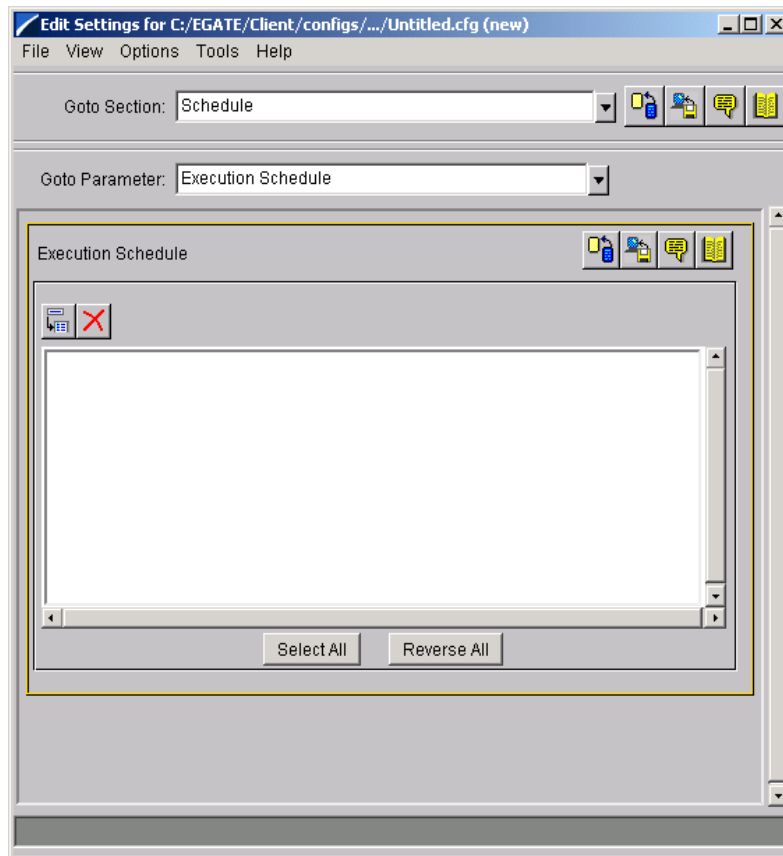 Edit Settings for C:/EGATE/Client/configs/.../Untitled.cfg (new)
File View Options Tools Help
Goto Section: Schedule
Goto Parameter: Execution Schedule
Execution Schedule
Select All Reverse All